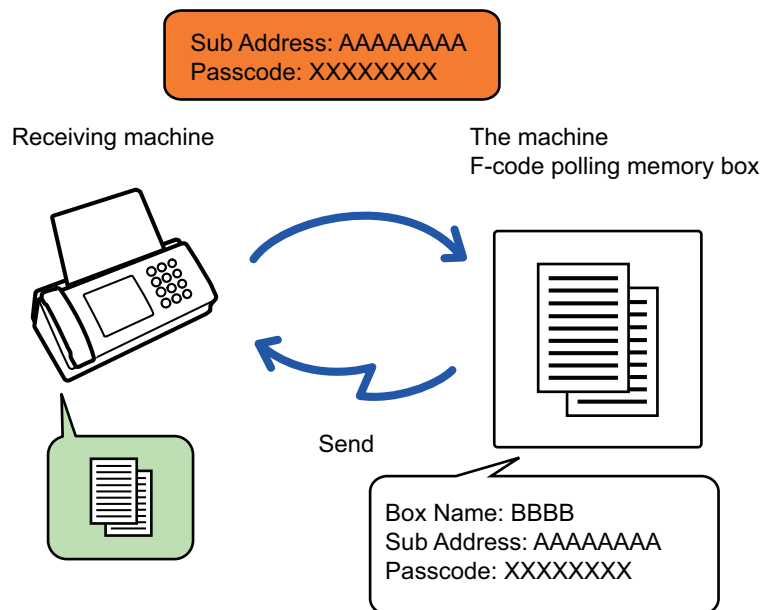 Sub Address: AAAAAAAA
Passcode: XXXXXXXX
Receiving machine
The machine
F-code polling memory box
Send
Box Name: BBBB
Sub Address: AAAAAAAA
Passcode: XXXXXXXX